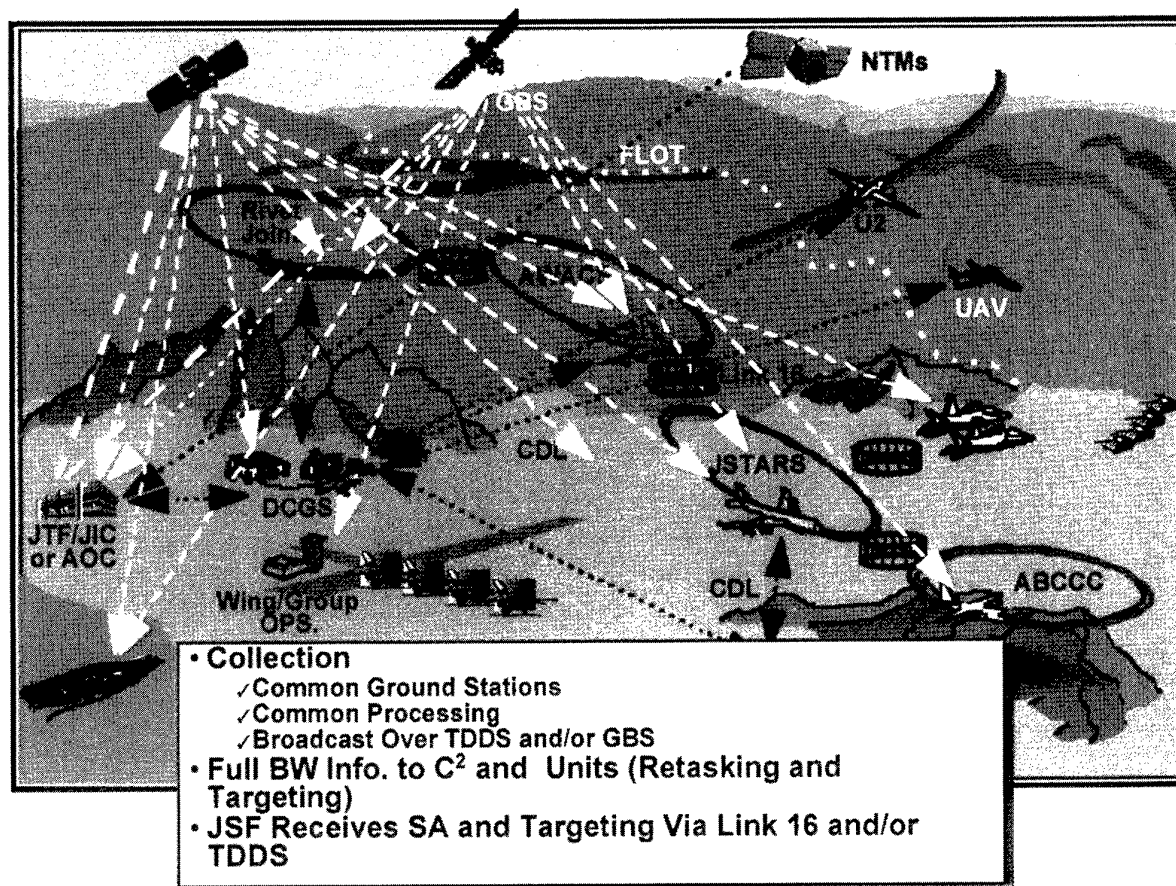 NTMs
GBS
FLOT
River
Join
U2
UAV
Link 16
CDL
JSTARS
DCGS
JTF/JIC
or AOC
CDL
ABCCC
Wing/Group
OPS.
• Collection
✓Common Ground Stations
✓Common Processing
✓Broadcast Over TDDS and/or GBS
• Full BW Info. to C² and Units (Retasking and
Targeting)
• JSF Receives SA and Targeting Via Link 16 and/or
TDDS